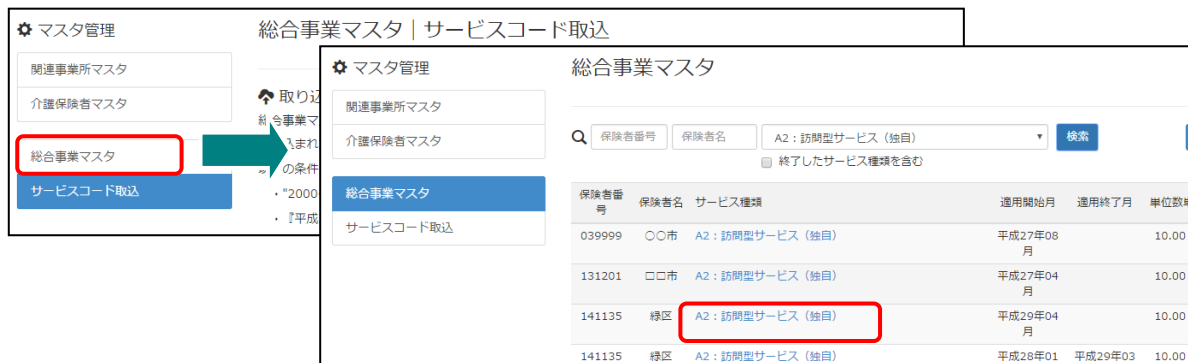 マスタ管理
総合事業マスタ｜サービスコード取込
関連事業所マスタ
介護保険者マスタ
総合事業マスタ
サービスコード取込
取り込
総合事業マ
込まれ
の条件
・"2000
・『平成
マスタ管理
総合事業マスタ
関連事業所マスタ
介護保険者マスタ
総合事業マスタ
サービスコード取込
保険者番号 保険者名 A2：訪問型サービス（独自） 検索
終了したサービス種類を含む
保険者番号 保険者名 サービス種類 適用開始月 適用終了月 単位数
039999 〇〇市 A2：訪問型サービス（独自） 平成27年08月 10.00
131201 □□市 A2：訪問型サービス（独自） 平成27年04月 10.00
141135 緑区 A2：訪問型サービス（独自） 平成29年04月 10.00
141135 緑区 A2：訪問型サービス（独自） 平成28年01 平成29年03 10.00